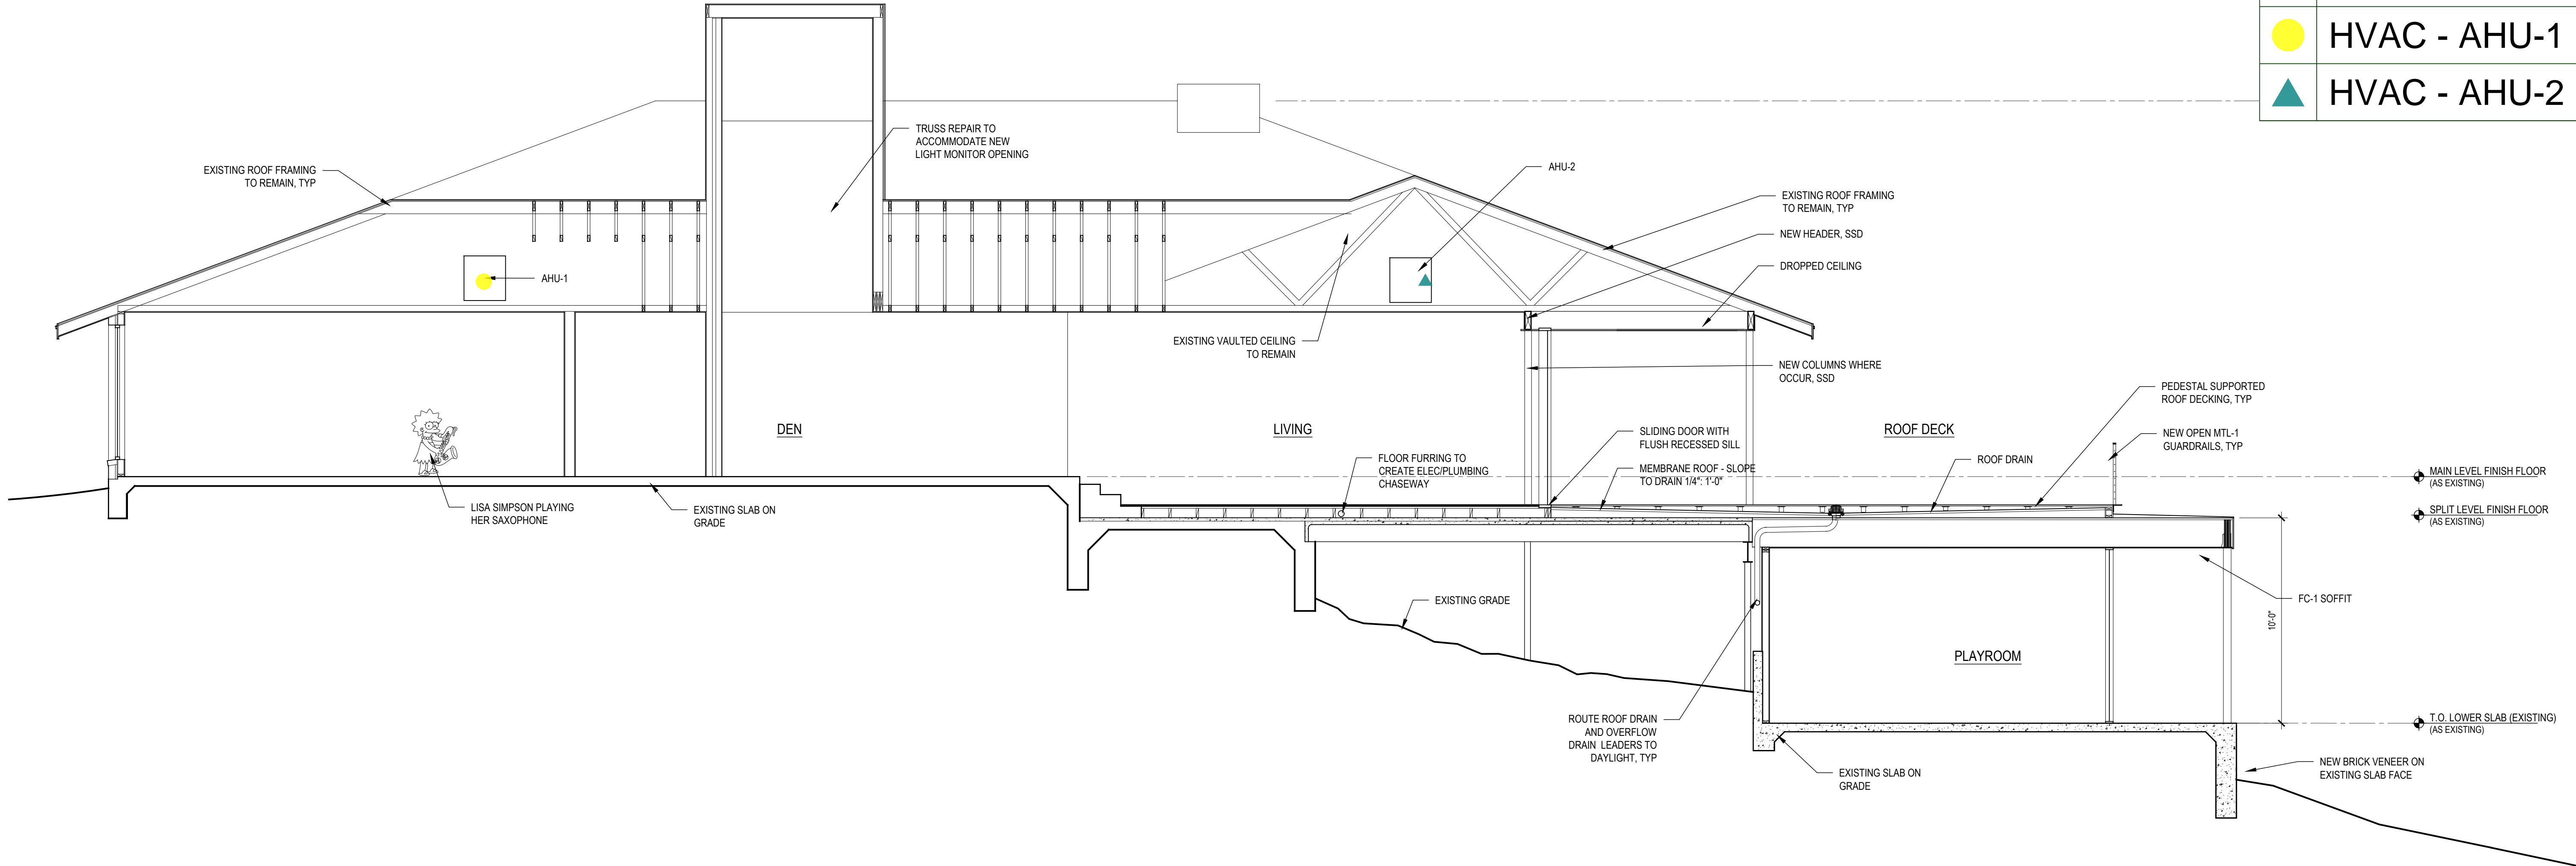 HVAC - AHU-1
HVAC - AHU-2
TRUSS REPAIR TO
ACCOMMODATE NEW
LIGHT MONITOR OPENING
EXISTING ROOF FRAMING
TO REMAIN, TYP
AHU-2
EXISTING ROOF FRAMING
TO REMAIN, TYP
NEW HEADER, SSD
DROPPED CEILING
AHU-1
EXISTING VAULTED CEILING
TO REMAIN
NEW COLUMNS WHERE
OCCUR, SSD
PEDESTAL SUPPORTED
ROOF DECKING, TYP
DEN
LIVING
ROOF DECK
SLIDING DOOR WITH
FLUSH RECESSED SILL
NEW OPEN MTL-1
GUARDRAILS, TYP
FLOOR FURRING TO
CREATE ELEC/PLUMBING
CHASEWAY
MEMBRANE ROOF - SLOPE
TO DRAIN 1/4": 1'-0"
ROOF DRAIN
MAIN LEVEL FINISH FLOOR
(AS EXISTING)
LISA SIMPSON PLAYING
HER SAXOPHONE
EXISTING SLAB ON
GRADE
SPLIT LEVEL FINISH FLOOR
(AS EXISTING)
EXISTING GRADE
FC-1 SOFFIT
10'-0"
PLAYROOM
ROUTE ROOF DRAIN
AND OVERFLOW
DRAIN LEADERS TO
DAYLIGHT, TYP
T.O. LOWER SLAB (EXISTING)
(AS EXISTING)
EXISTING SLAB ON
GRADE
NEW BRICK VENEER ON
EXISTING SLAB FACE